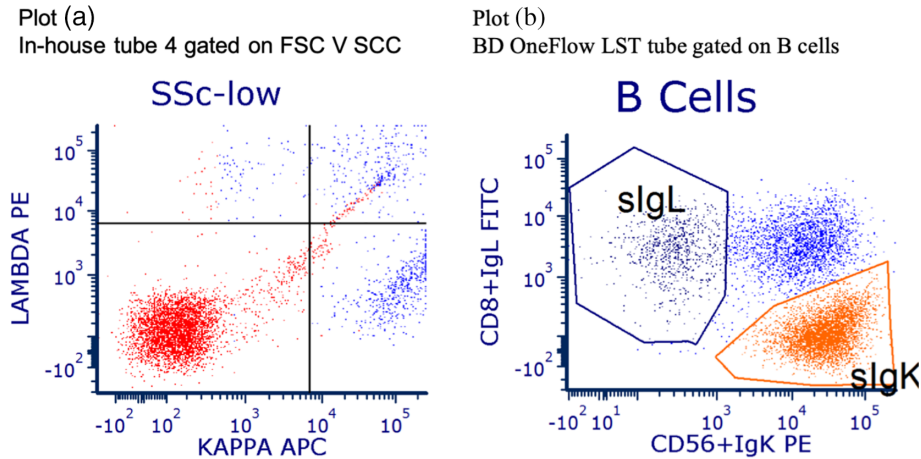 Plot (a)
In-house tube 4 gated on FSC V SCC
SSc-low
10^5
10^4
10^3
-10^2
LAMBDA PE
-10^2 10^2 10^3 10^4 10^5
KAPPA APC
Plot (b)
BD OneFlow LST tube gated on B cells
B Cells
10^5
10^4
10^3
-10^2
CD8+IgL FITC
sIgL
sIgK
-10^2 10^1 10^3 10^4 10^5
CD56+IgK PE